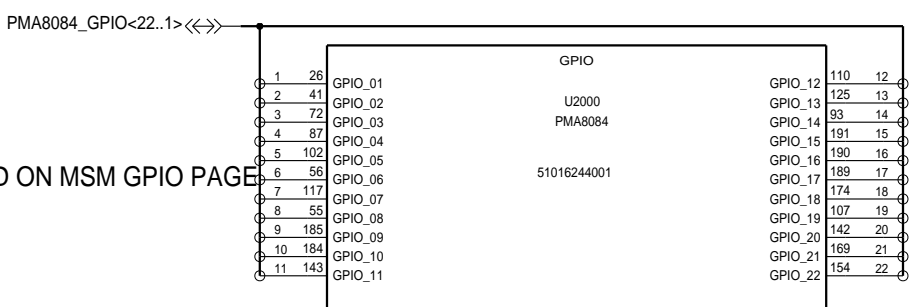 PMA8084_GPIO<22..1>
GPIO
1 26 GPIO_01 GPIO_12 110 12
2 41 GPIO_02 U2000 GPIO_13 125 13
3 72 GPIO_03 PMA8084 GPIO_14 93 14
4 87 GPIO_04 GPIO_15 191 15
5 102 GPIO_05 GPIO_16 190 16
D ON MSM GPIO PAGE 6 56 GPIO_06 51016244001 GPIO_17 189 17
7 117 GPIO_07 GPIO_18 174 18
8 55 GPIO_08 GPIO_19 107 19
9 185 GPIO_09 GPIO_20 142 20
10 184 GPIO_10 GPIO_21 169 21
11 143 GPIO_11 GPIO_22 154 22